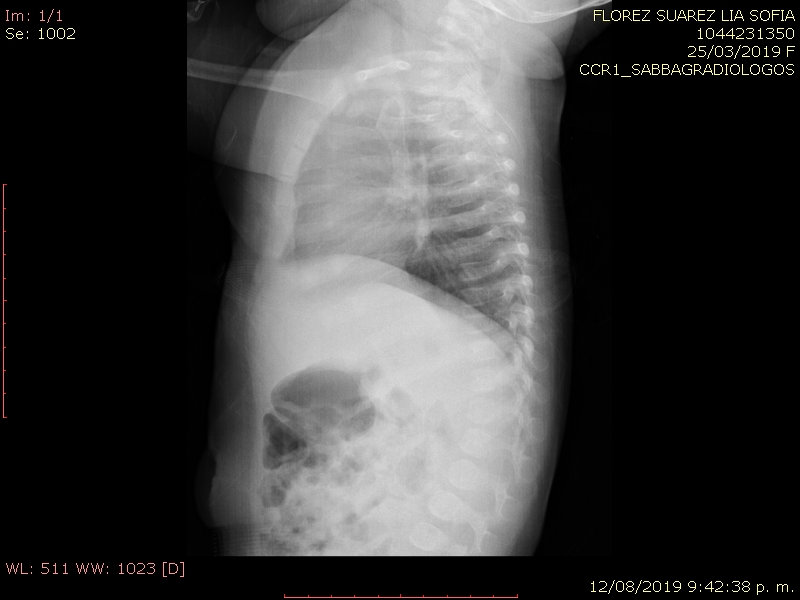 Im: 1/1
Se: 1002
FLOREZ SUAREZ LIA SOFIA
1044231350
25/03/2019 F
CCR1_SABBAGRADIOLOGOS
WL: 511 WW: 1023 [D]
12/08/2019 9:42:38 p. m.